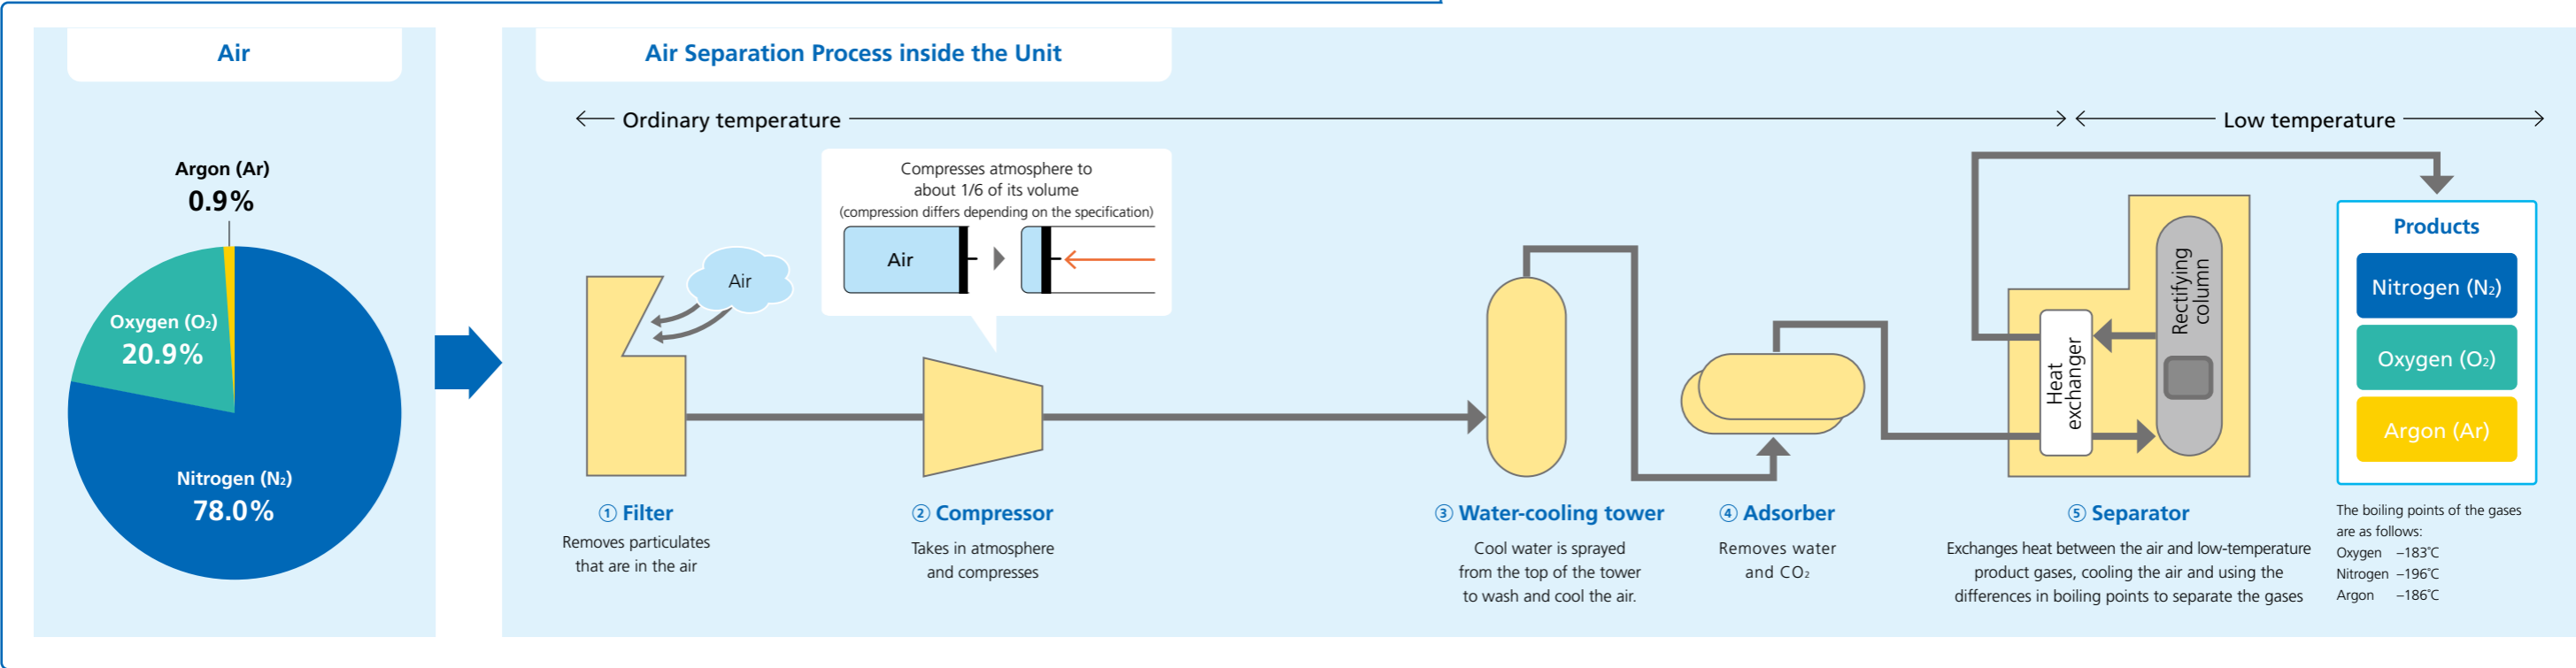 Air
Argon (Ar)
0.9%
Oxygen (O₂)
20.9%
Nitrogen (N₂)
78.0%
Air Separation Process inside the Unit
Ordinary temperature
Low temperature
Compresses atmosphere to
about 1/6 of its volume
(compression differs depending on the specification)
Air
Air
① Filter
Removes particulates
that are in the air
② Compressor
Takes in atmosphere
and compresses
③ Water-cooling tower
Cool water is sprayed
from the top of the tower
to wash and cool the air.
④ Adsorber
Removes water
and CO₂
Heat
exchanger
Rectifying
column
⑤ Separator
Exchanges heat between the air and low-temperature
product gases, cooling the air and using the
differences in boiling points to separate the gases
Products
Nitrogen (N₂)
Oxygen (O₂)
Argon (Ar)
The boiling points of the gases
are as follows:
Oxygen –183˚C
Nitrogen –196˚C
Argon –186˚C